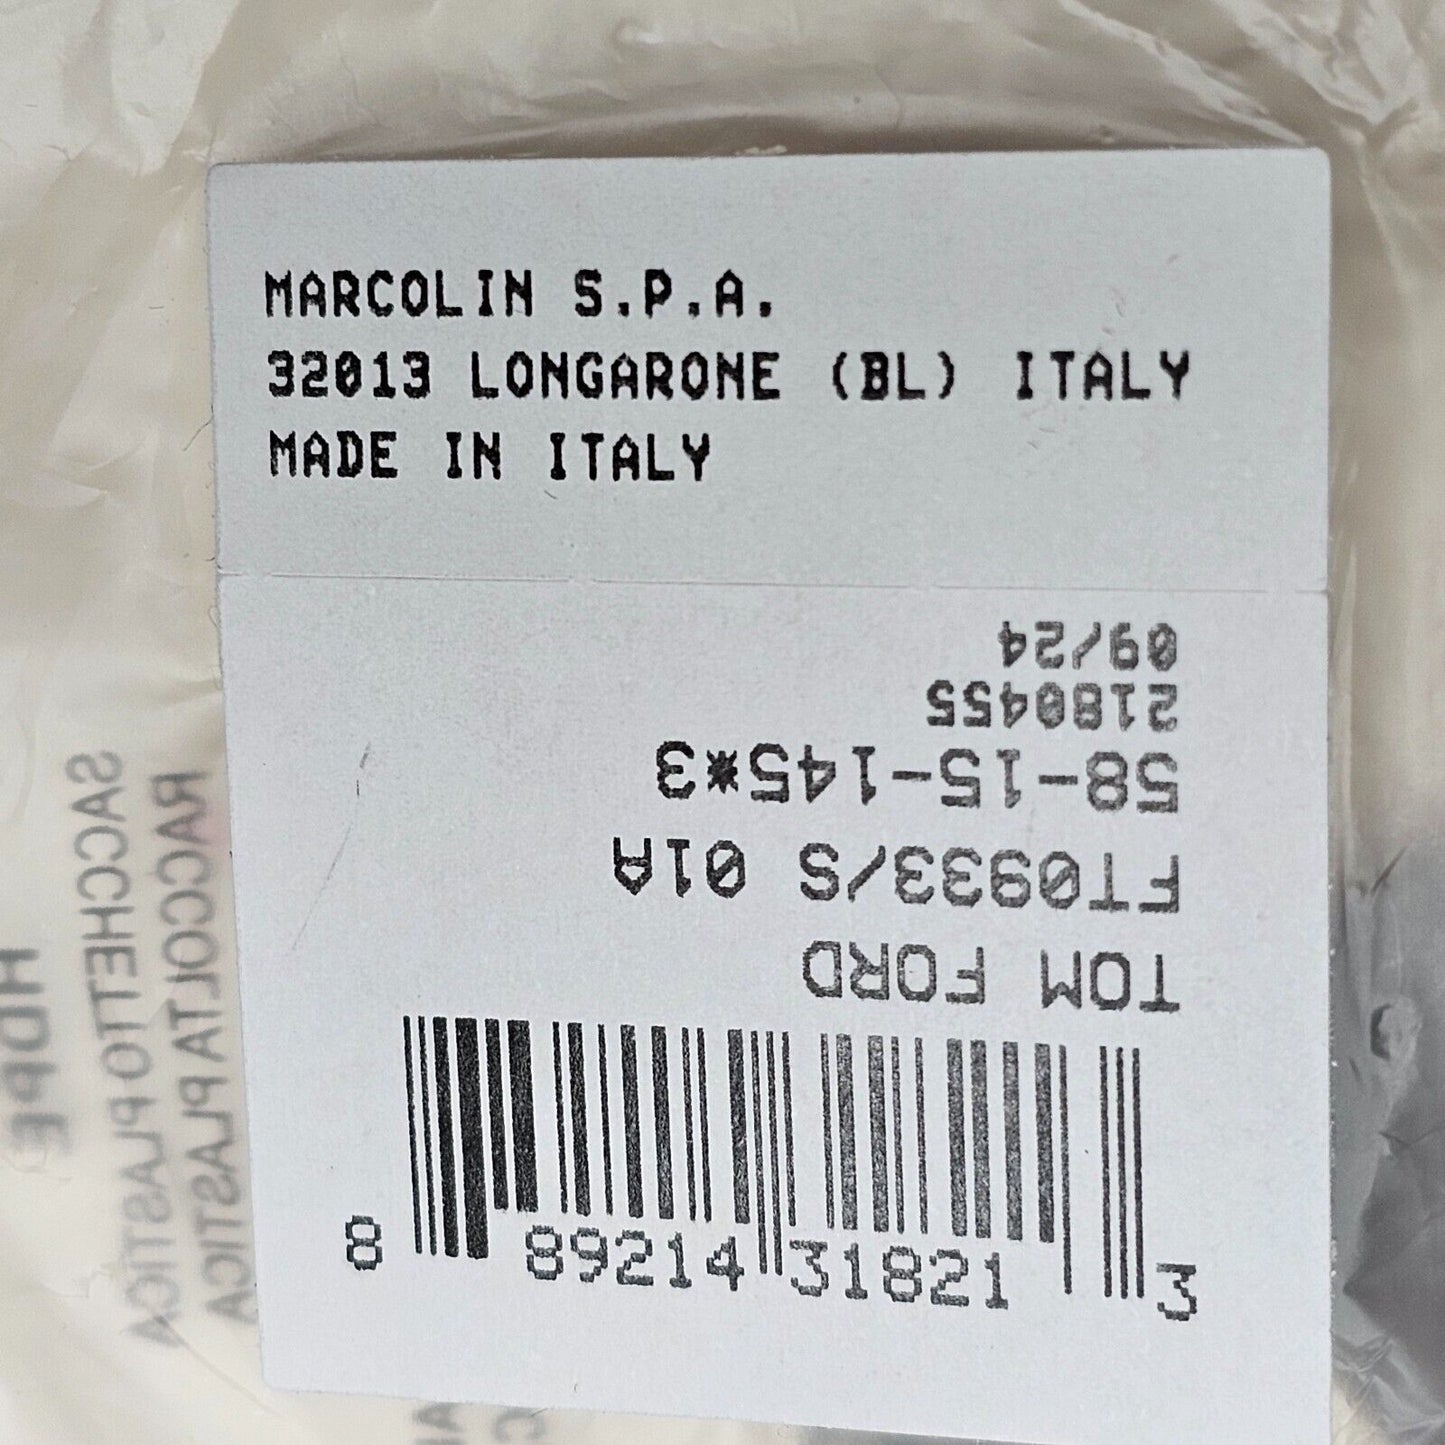 MARCOLIN S.P.A.
32013 LONGARONE (BL) ITALY
MADE IN ITALY
TOM FORD
FT0933/S 01A
58-15-145*3
2180455
09/24
8 89214 31821 3
HDPE
SACCHETTO PLASTICA
RACCOLTA PLASTICA